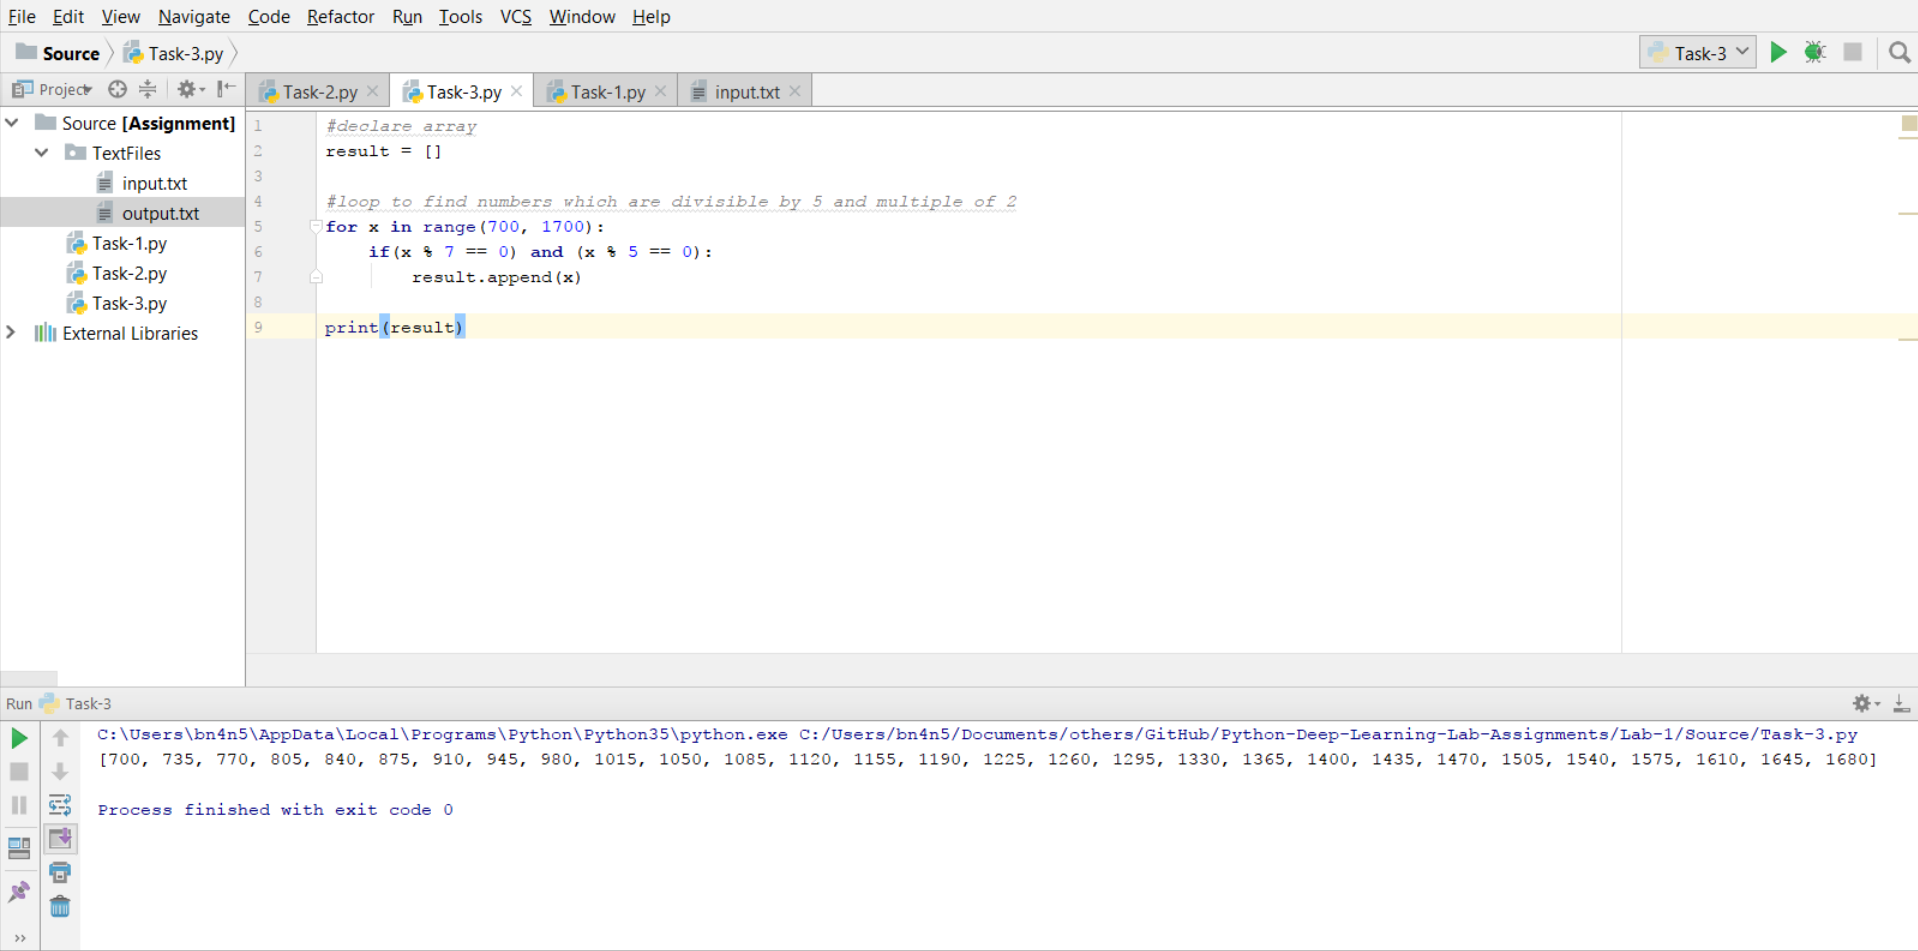 File Edit View Navigate Code Refactor Run Tools VCS Window Help
Source Task-3.py Task-3
Project Task-2.py Task-3.py Task-1.py input.txt
Source [Assignment]
TextFiles
input.txt
output.txt
Task-1.py
Task-2.py
Task-3.py
External Libraries
1 #declare array
2 result = []
3
4 #loop to find numbers which are divisible by 5 and multiple of 2
5 for x in range(700, 1700):
6     if(x % 7 == 0) and (x % 5 == 0):
7         result.append(x)
8
9 print(result)
Run Task-3
C:\Users\bn4n5\AppData\Local\Programs\Python\Python35\python.exe C:/Users/bn4n5/Documents/others/GitHub/Python-Deep-Learning-Lab-Assignments/Lab-1/Source/Task-3.py
[700, 735, 770, 805, 840, 875, 910, 945, 980, 1015, 1050, 1085, 1120, 1155, 1190, 1225, 1260, 1295, 1330, 1365, 1400, 1435, 1470, 1505, 1540, 1575, 1610, 1645, 1680]
Process finished with exit code 0